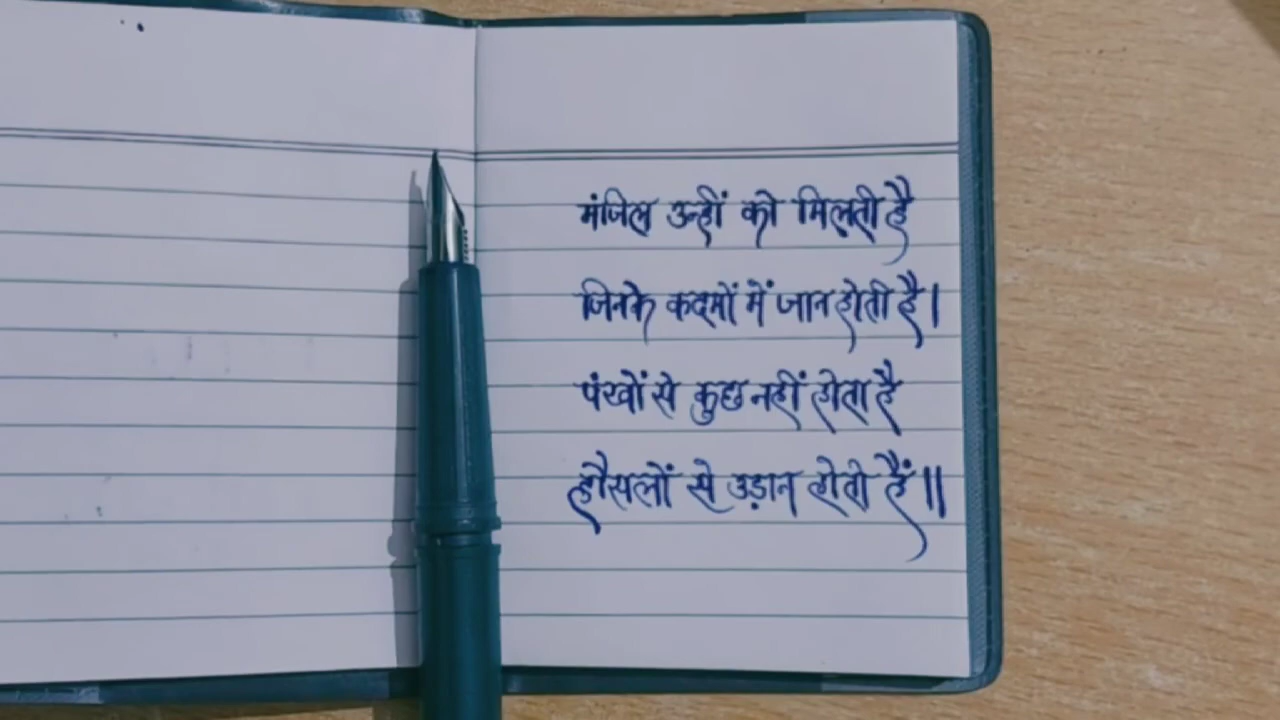 मंजिल उन्हीं को मिलती है
जिनके कदमों में जान होती है।
पंखों से कुछ नहीं होता है
हौसलों से उड़ान होती हैं॥